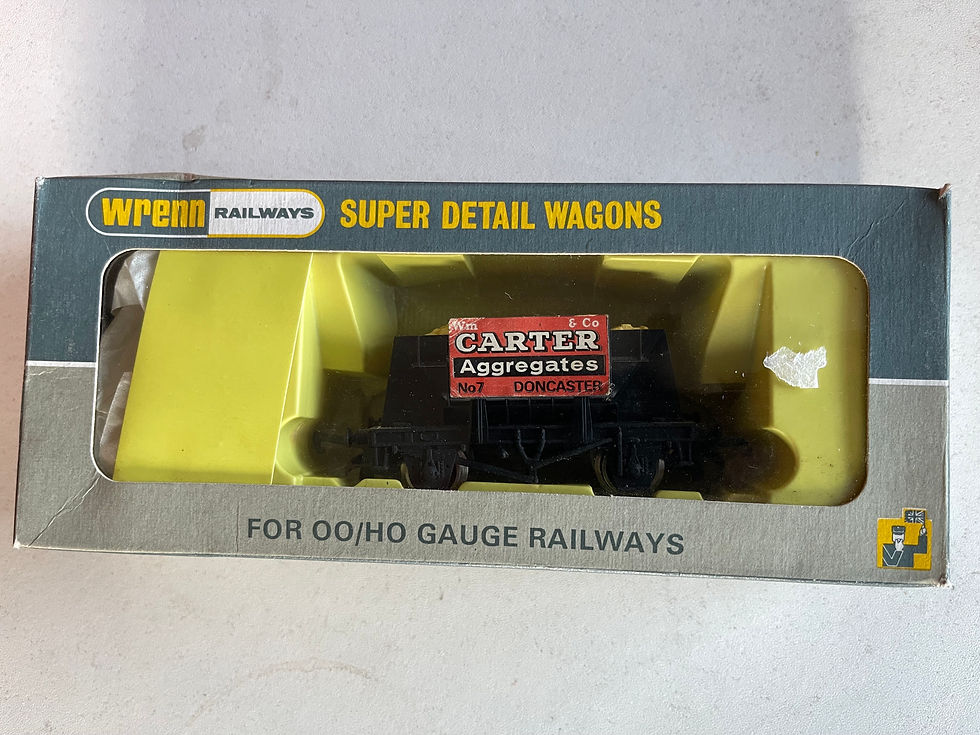 wrenn RAILWAYS SUPER DETAIL WAGONS
Wm & Co
CARTER
Aggregates
No7 DONCASTER
FOR OO/HO GAUGE RAILWAYS